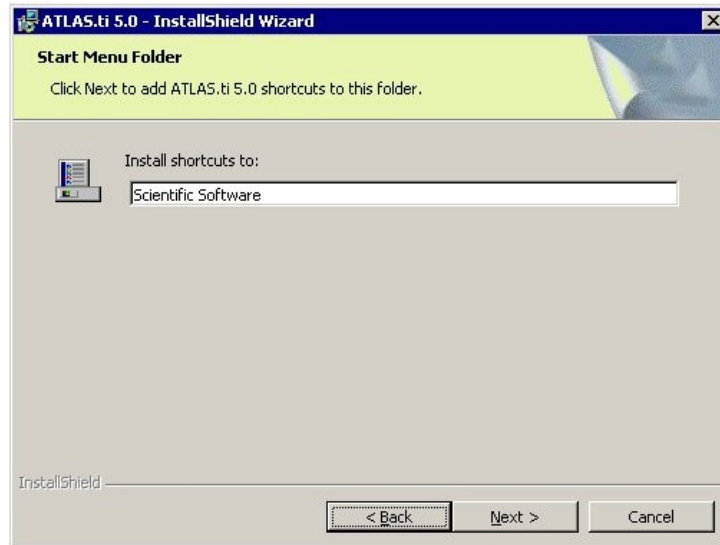 ATLAS.ti 5.0 - InstallShield Wizard
Start Menu Folder
Click Next to add ATLAS.ti 5.0 shortcuts to this folder.
Install shortcuts to:
Scientific Software
InstallShield
< Back
Next >
Cancel